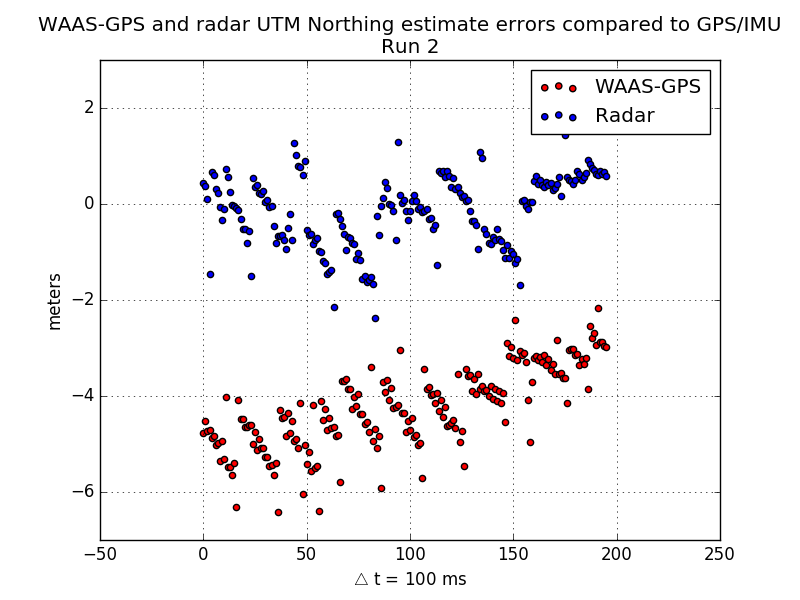 WAAS-GPS and radar UTM Northing estimate errors compared to GPS/IMU
Run 2
WAAS-GPS
Radar
meters
2
0
−2
−4
−6
−50
0
50
100
150
200
250
△ t = 100 ms